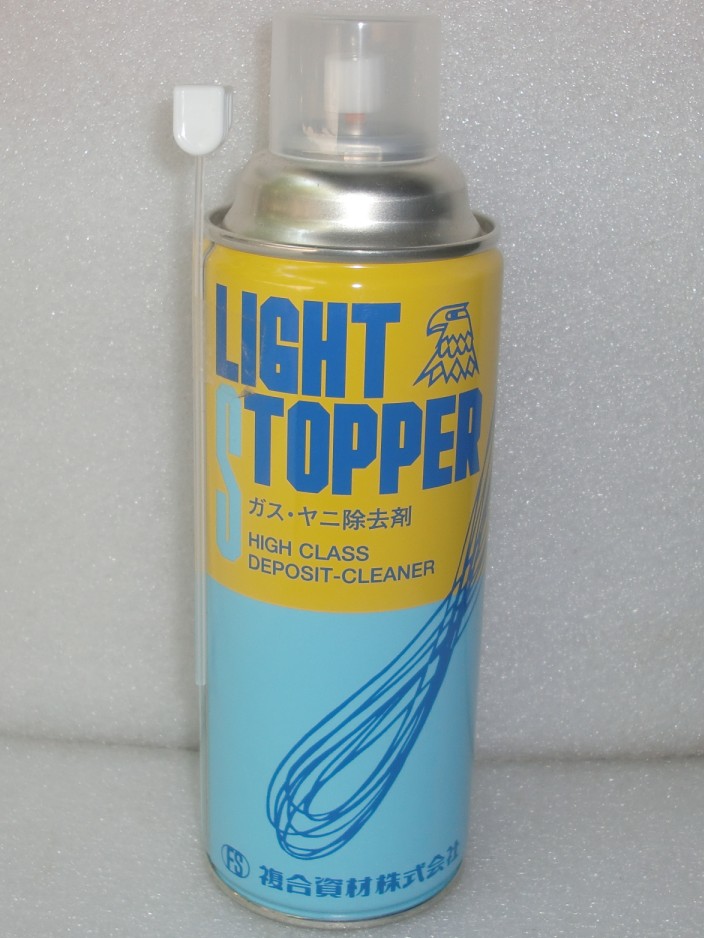 LIGHT
STOPPER
ガス・ヤニ除去剤
HIGH CLASS
DEPOSIT-CLEANER
FS 複合資材株式会社